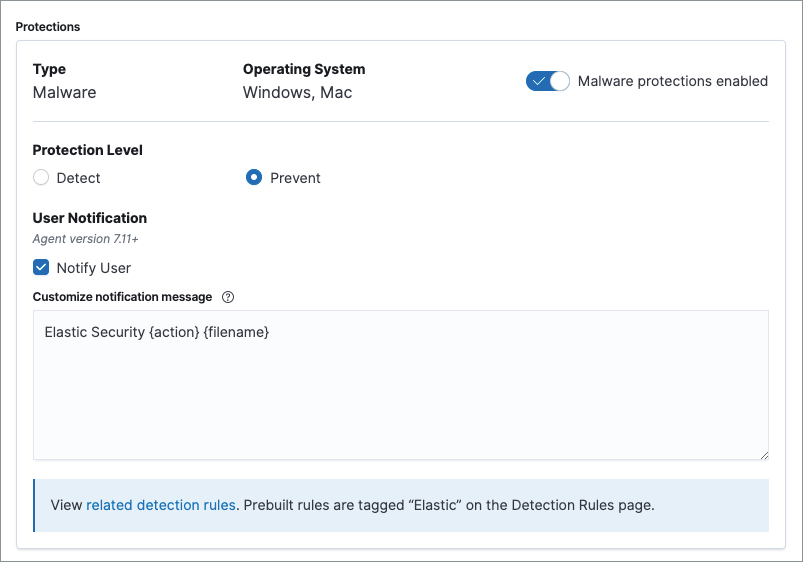 Protections
Type
Malware
Operating System
Windows, Mac
Malware protections enabled
Protection Level
Detect
Prevent
User Notification
Agent version 7.11+
Notify User
Customize notification message ?
Elastic Security {action} {filename}
View related detection rules. Prebuilt rules are tagged “Elastic” on the Detection Rules page.